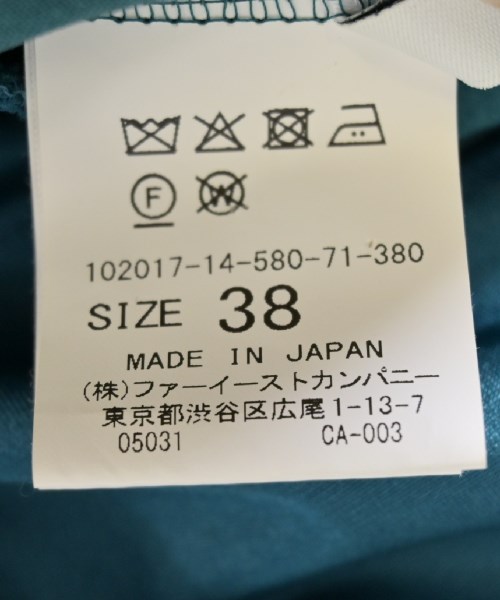 F W
102017-14-580-71-380
SIZE 38
MADE IN JAPAN
(株)ファーイーストカンパニー
東京都渋谷区広尾1-13-7
05031 CA-003